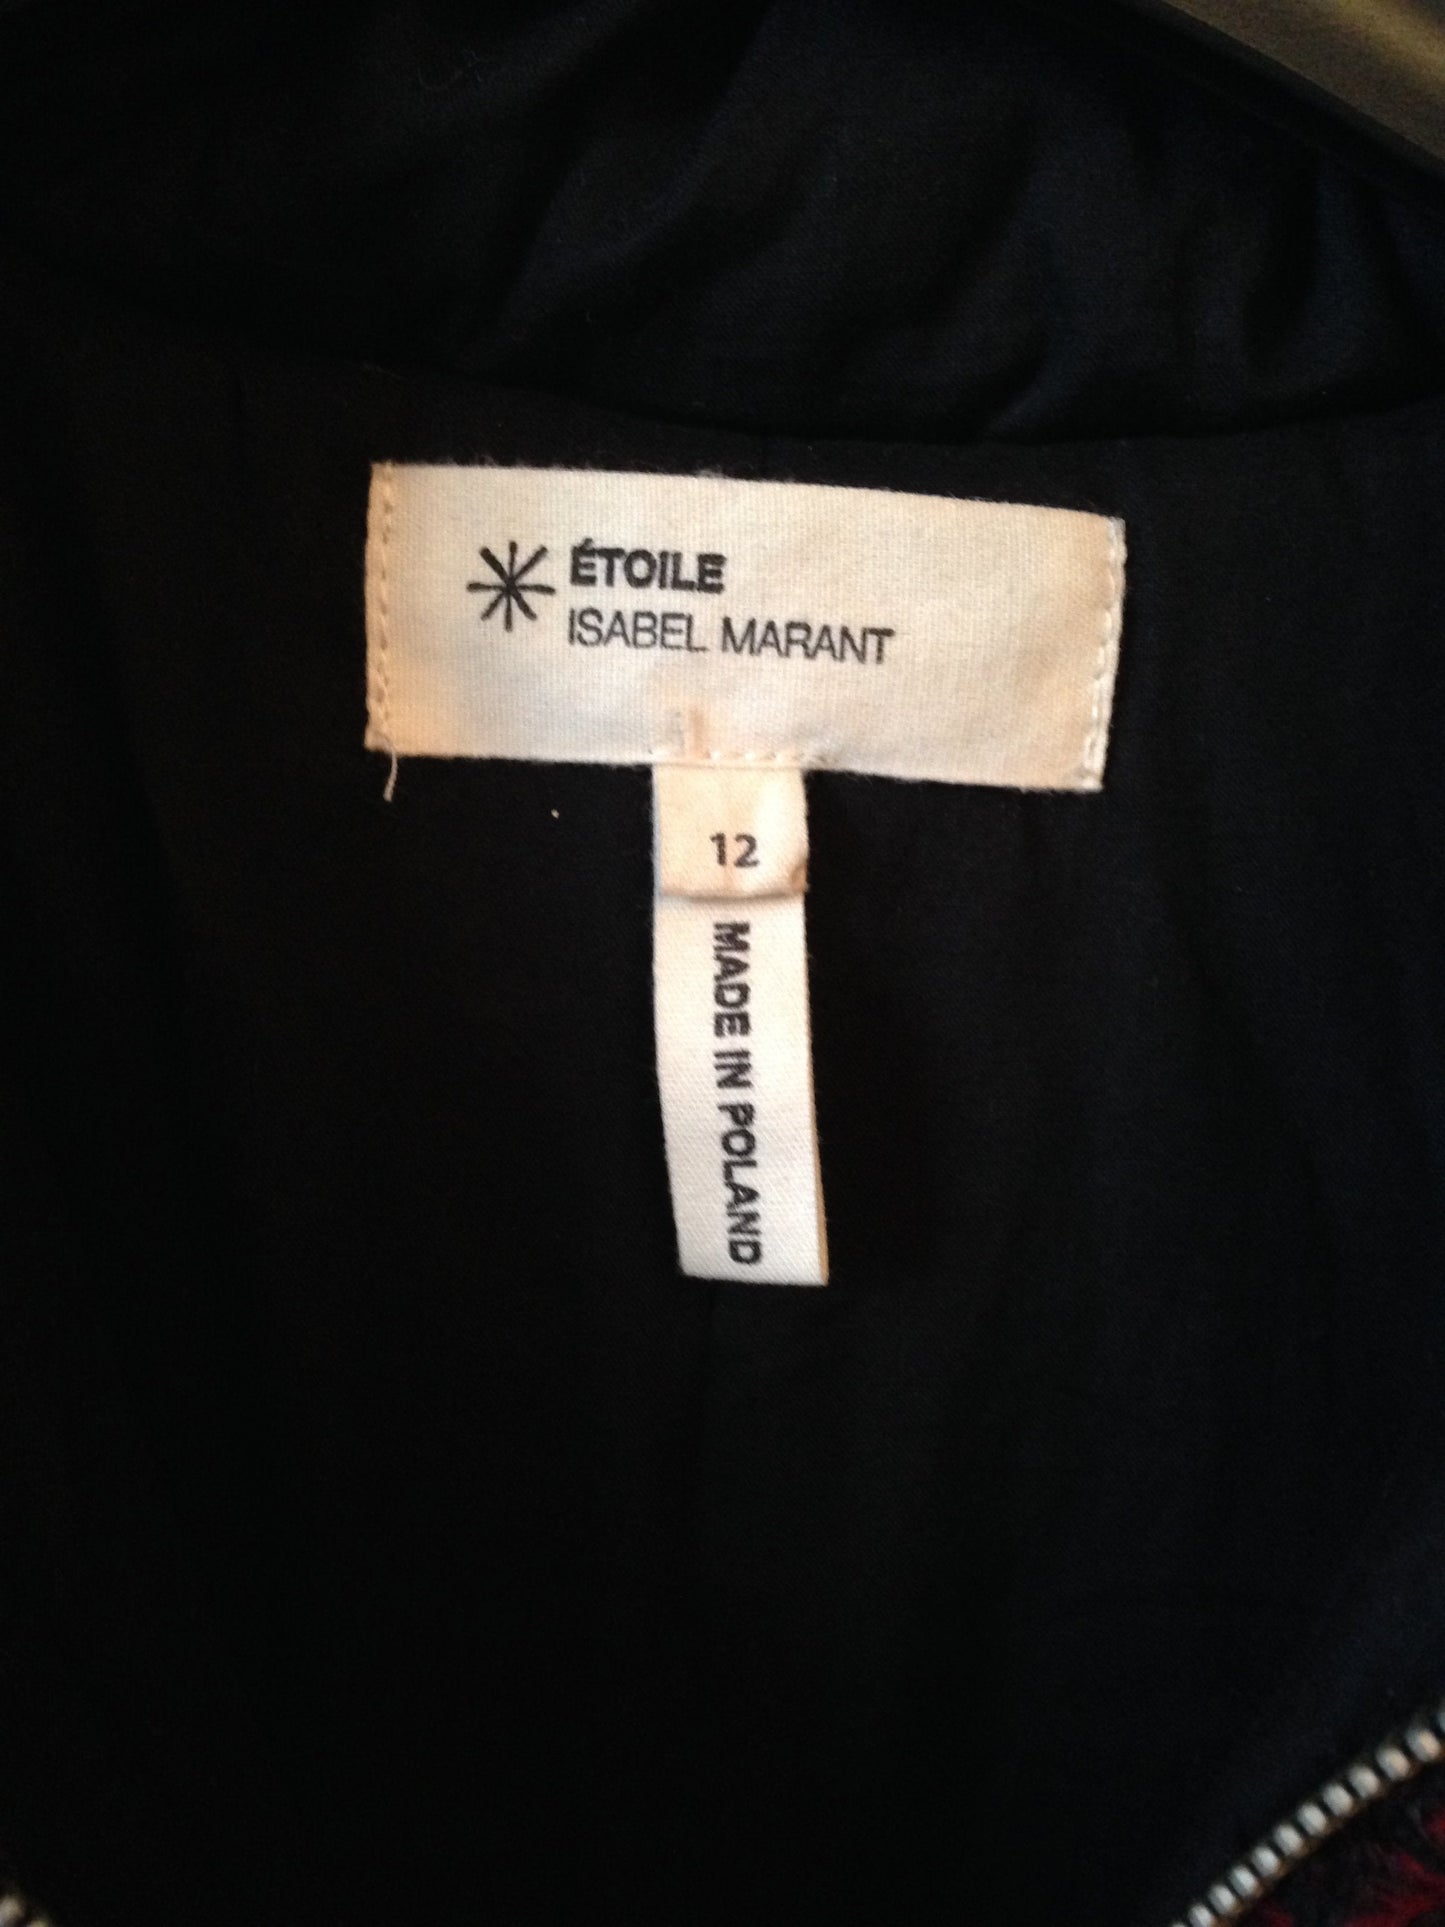 ÉTOILE
ISABEL MARANT
12
MADE IN POLAND